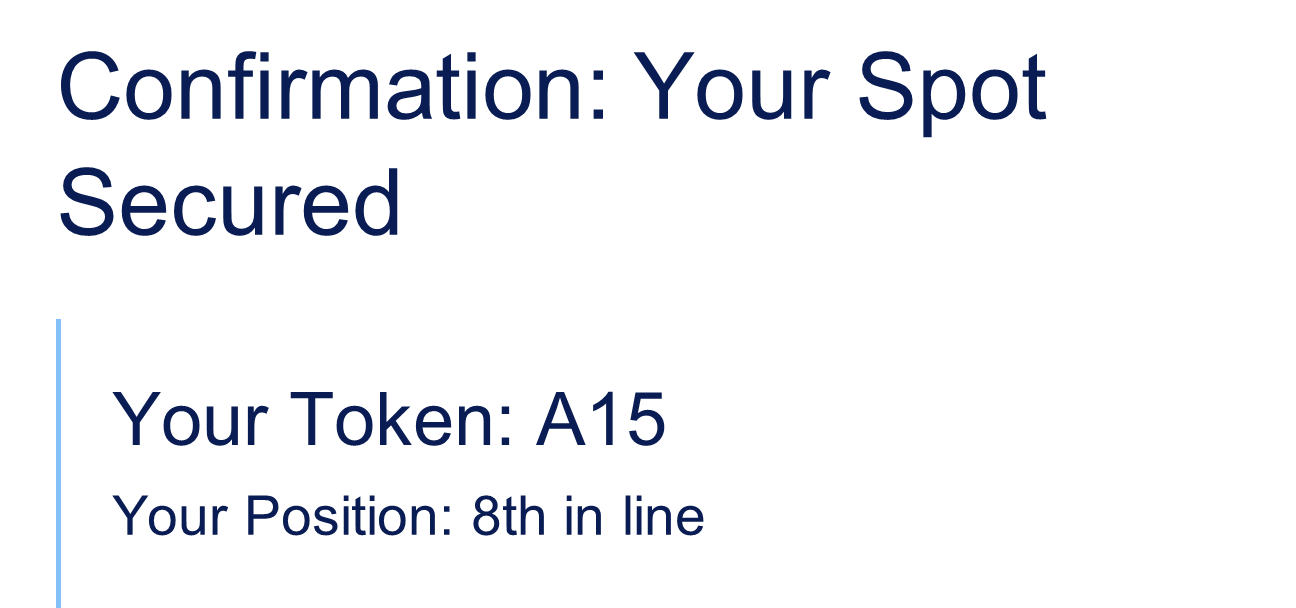 Confirmation: Your Spot
Secured
Your Token: A15
Your Position: 8th in line